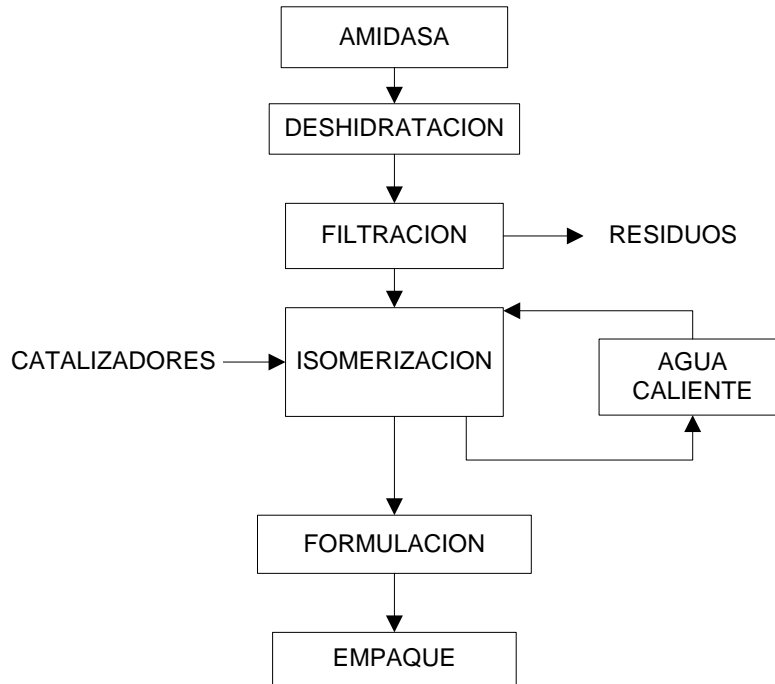 AMIDASA
DESHIDRATACION
FILTRACION
RESIDUOS
CATALIZADORES
ISOMERIZACION
AGUA
CALIENTE
FORMULACION
EMPAQUE